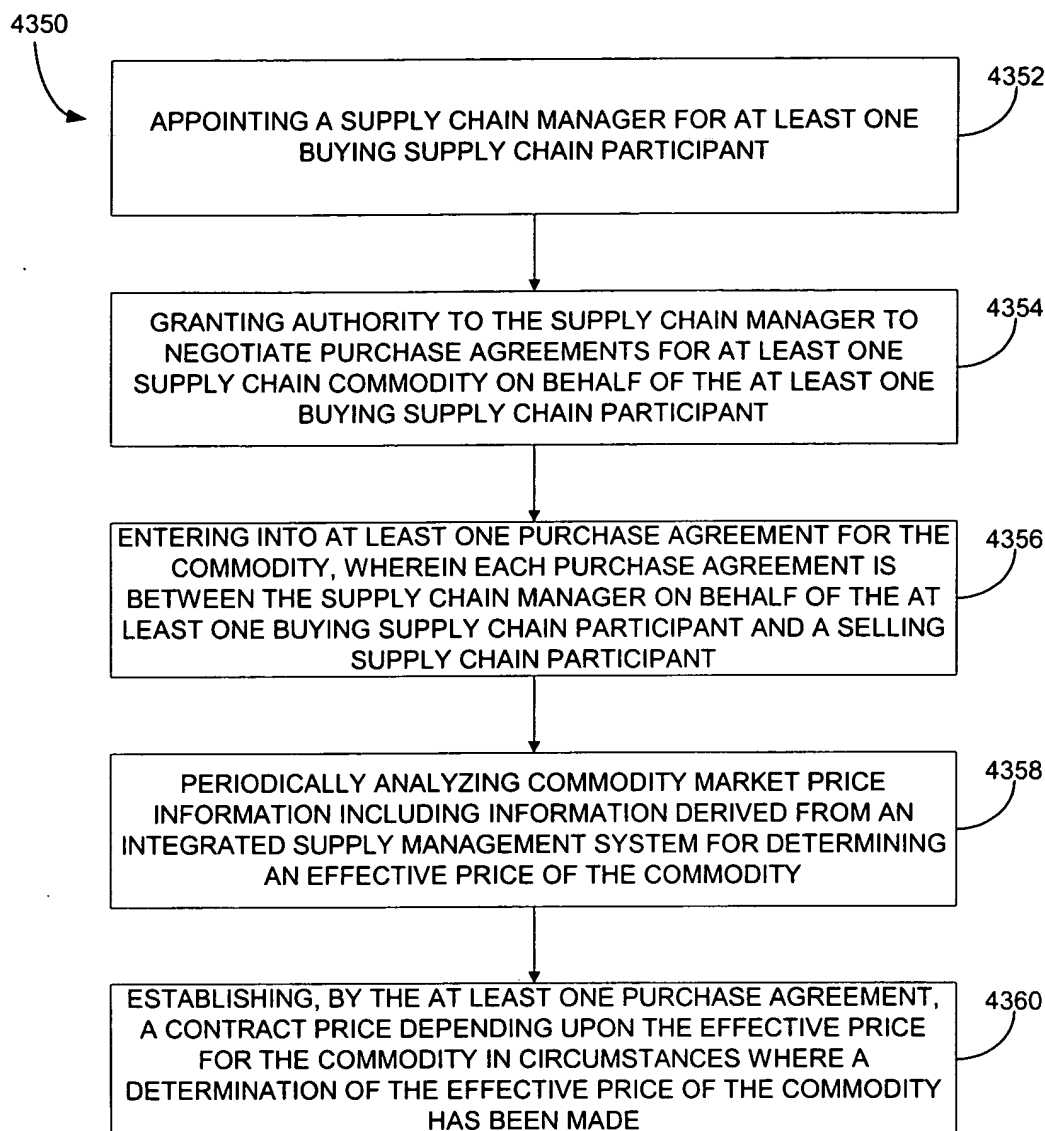 4350
4352
APPOINTING A SUPPLY CHAIN MANAGER FOR AT LEAST ONE
BUYING SUPPLY CHAIN PARTICIPANT
4354
GRANTING AUTHORITY TO THE SUPPLY CHAIN MANAGER TO
NEGOTIATE PURCHASE AGREEMENTS FOR AT LEAST ONE
SUPPLY CHAIN COMMODITY ON BEHALF OF THE AT LEAST ONE
BUYING SUPPLY CHAIN PARTICIPANT
4356
ENTERING INTO AT LEAST ONE PURCHASE AGREEMENT FOR THE
COMMODITY, WHEREIN EACH PURCHASE AGREEMENT IS
BETWEEN THE SUPPLY CHAIN MANAGER ON BEHALF OF THE AT
LEAST ONE BUYING SUPPLY CHAIN PARTICIPANT AND A SELLING
SUPPLY CHAIN PARTICIPANT
4358
PERIODICALLY ANALYZING COMMODITY MARKET PRICE
INFORMATION INCLUDING INFORMATION DERIVED FROM AN
INTEGRATED SUPPLY MANAGEMENT SYSTEM FOR DETERMINING
AN EFFECTIVE PRICE OF THE COMMODITY
4360
ESTABLISHING, BY THE AT LEAST ONE PURCHASE AGREEMENT,
A CONTRACT PRICE DEPENDING UPON THE EFFECTIVE PRICE
FOR THE COMMODITY IN CIRCUMSTANCES WHERE A
DETERMINATION OF THE EFFECTIVE PRICE OF THE COMMODITY
HAS BEEN MADE